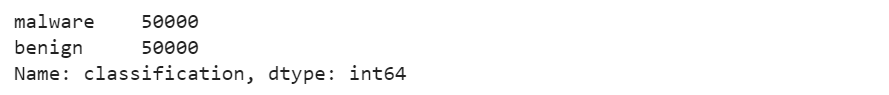 malware    50000
benign     50000
Name: classification, dtype: int64